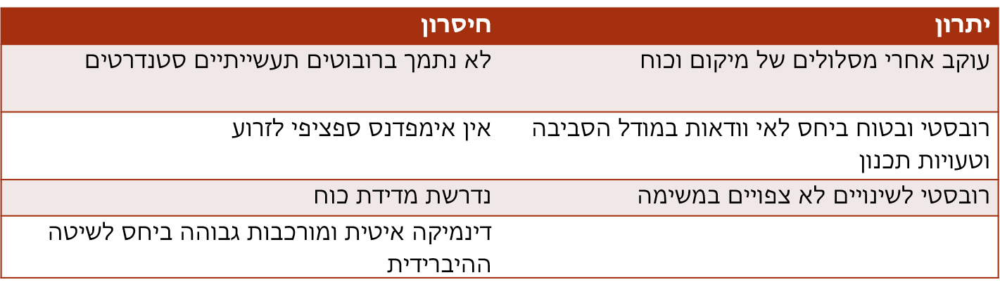 יתרון
חיסרון
עוקב אחרי מסלולים של מיקום וכוח
לא נתמך ברובוטים תעשייתיים סטנדרטים
רובסטי ובטוח ביחס לאי וודאות במודל הסביבה
וטעויות תכנון
אין אימפדנס ספציפי לזרוע
רובסטי לשינויים לא צפויים במשימה
נדרשת מדידת כוח
דינמיקה איטית ומורכבות גבוהה ביחס לשיטה
ההיברידית